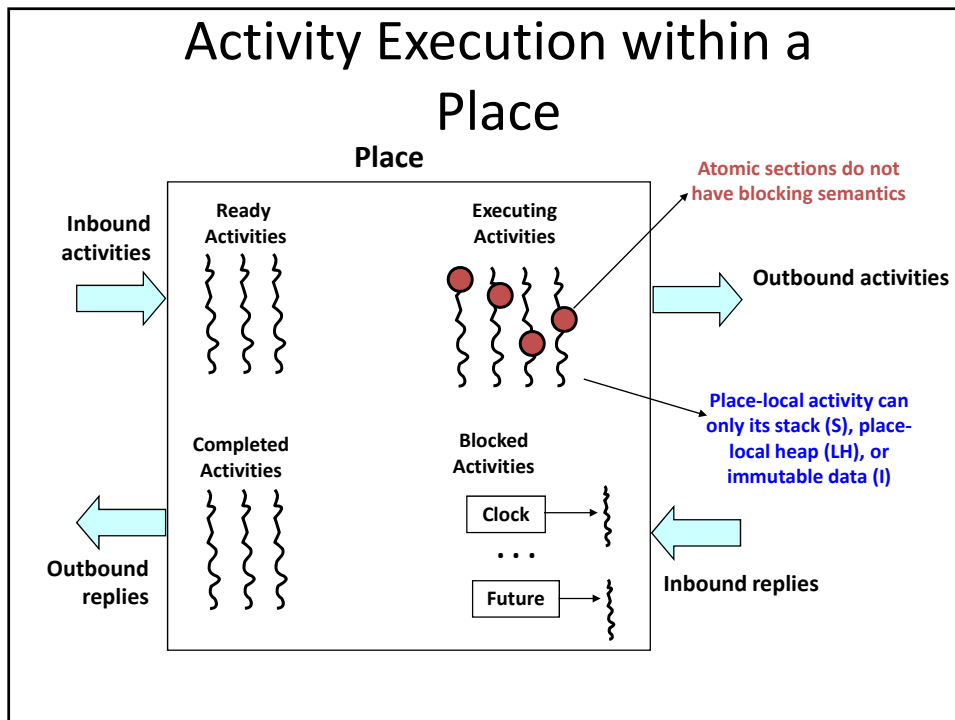 Activity Execution within a
Place
Place
Atomic sections do not
have blocking semantics
Inbound
activities
Ready
Activities
Executing
Activities
Outbound activities
Place-local activity can
only its stack (S), place-
local heap (LH), or
immutable data (I)
Completed
Activities
Blocked
Activities
Clock
. . .
Future
Outbound
replies
Inbound replies